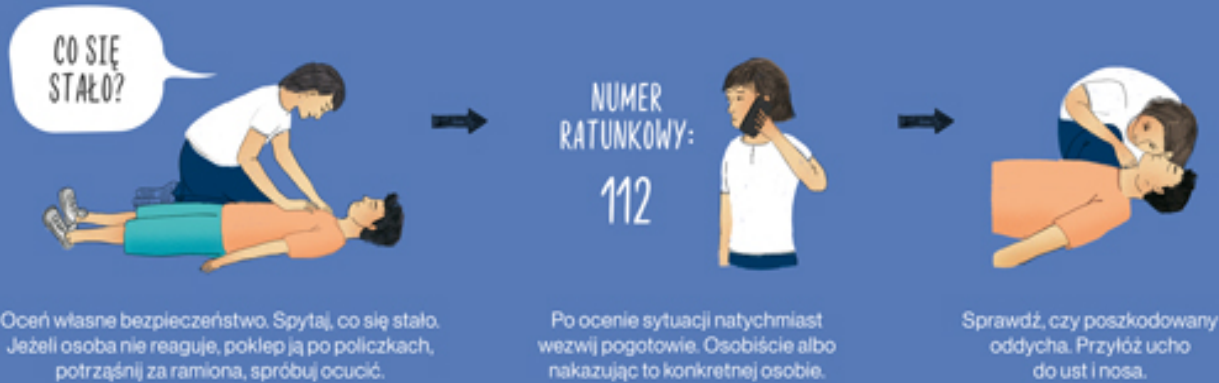 CO SIĘ
STAŁO?
NUMER
RATUNKOWY:
112
Oceń własne bezpieczeństwo. Spytaj, co się stało.
Jeżeli osoba nie reaguje, poklep ją po policzkach,
potrząśnij za ramiona, spróbuj ocucić.
Po ocenie sytuacji natychmiast
wezwij pogotowie. Osobiście albo
nakazując to konkretnej osobie.
Sprawdź, czy poszkodowany
oddycha. Przyłóż ucho
do ust i nosa.